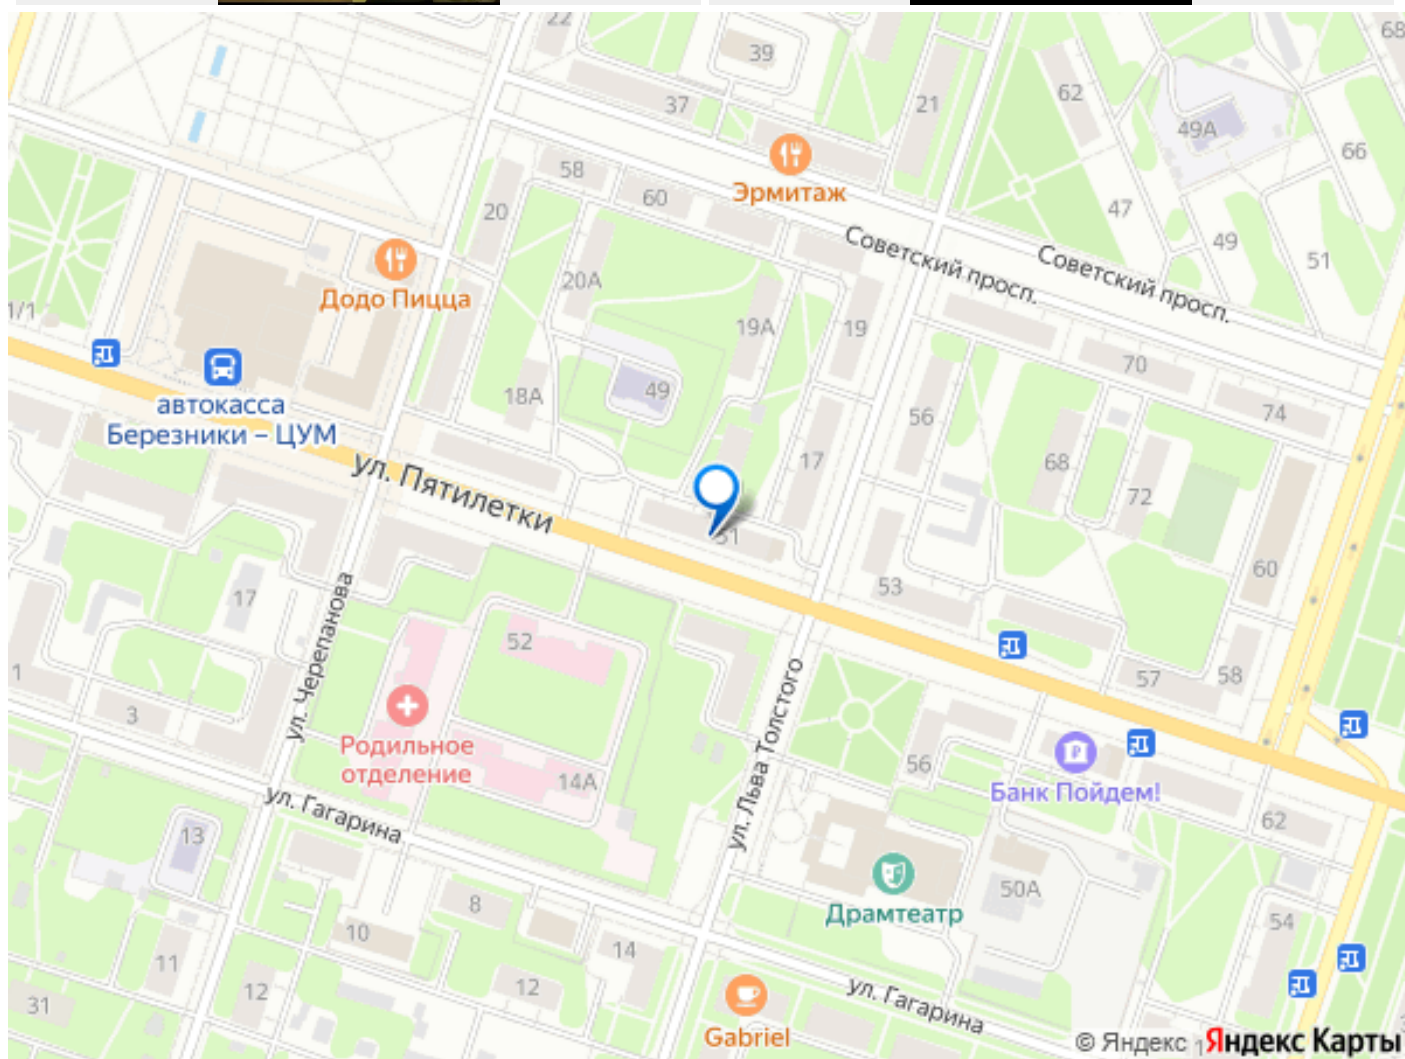 22
39
68
37
21
62
49А
66
Эрмитаж
58
60
20
47
49
51
Советский просп.
Советский просп.
Додо Пицца
20А
19А
19
1/1
70
74
автокасса
Березники – ЦУМ
18А
49
56
17
68
72
ул. Пятилетки
51
60
53
17
ул. Черепанова
52
1
3
57
58
Родильное
отделение
14А
ул. Льва Толстого
56
Банк Пойдем!
62
ул. Гагарина
13
8
10
14
Драмтеатр
50А
54
11
12
12
31
ул. Гагарина
Gabriel
© Яндекс
Яндекс Карты